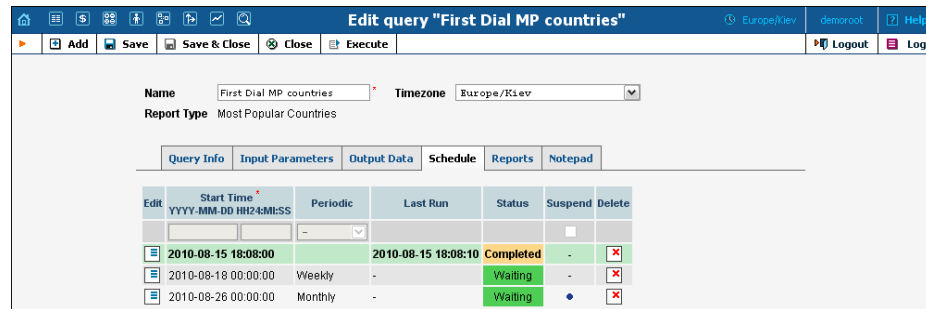 Edit query "First Dial MP countries" Europe/Kiev demoroot Help
Add Save Save & Close Close Execute Logout Log
Name First Dial MP countries * Timezone Europe/Kiev
Report Type Most Popular Countries
Query Info Input Parameters Output Data Schedule Reports Notepad
Edit Start Time * YYYY-MM-DD HH24:MI:SS Periodic Last Run Status Suspend Delete
-
2010-08-15 18:08:00 2010-08-15 18:08:10 Completed -
2010-08-18 00:00:00 Weekly - Waiting -
2010-08-26 00:00:00 Monthly - Waiting